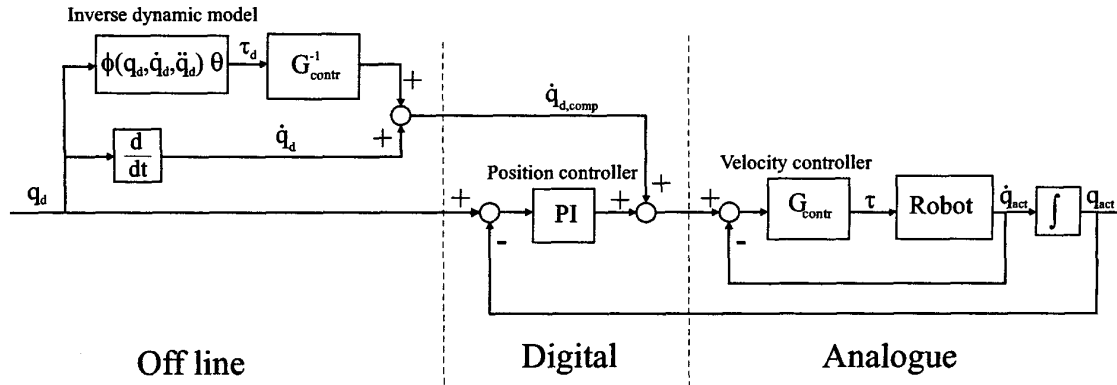 Inverse dynamic model
ϕ(q_d,q̇_d,q̈_d) θ
τ_d
G⁻¹_contr
+
+
q̇_d,comp
d/dt
q̇_d
q_d
Position controller
Velocity controller
+
-
PI
+
+
+
-
G_contr
τ
Robot
q̇_act
∫
q_act
Off line
Digital
Analogue